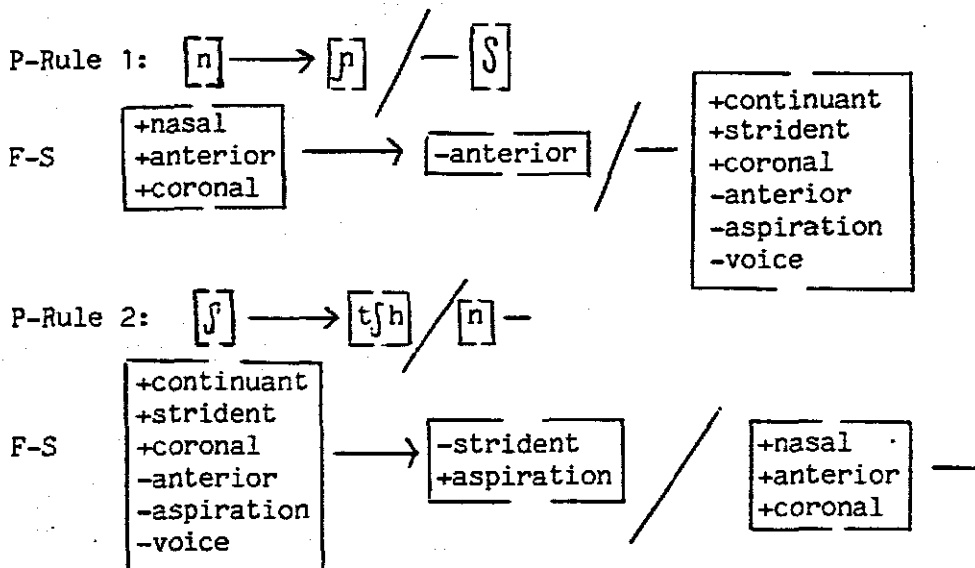 P-Rule 1: [n] → [ɲ] / — [ʃ]
F-S
+nasal
+anterior
+coronal
→
-anterior
/ —
+continuant
+strident
+coronal
-anterior
-aspiration
-voice
P-Rule 2: [ʃ] → [tʃh] / [n] —
F-S
+continuant
+strident
+coronal
-anterior
-aspiration
-voice
→
-strident
+aspiration
/
+nasal
+anterior
+coronal
—